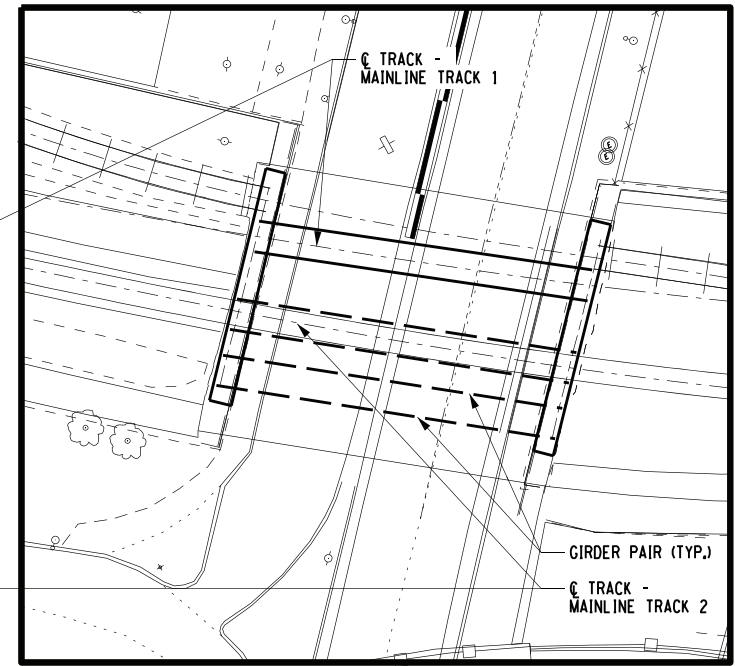 ℄ TRACK -
MAINLINE TRACK 1
E
E
GIRDER PAIR (TYP.)
℄ TRACK -
MAINLINE TRACK 2